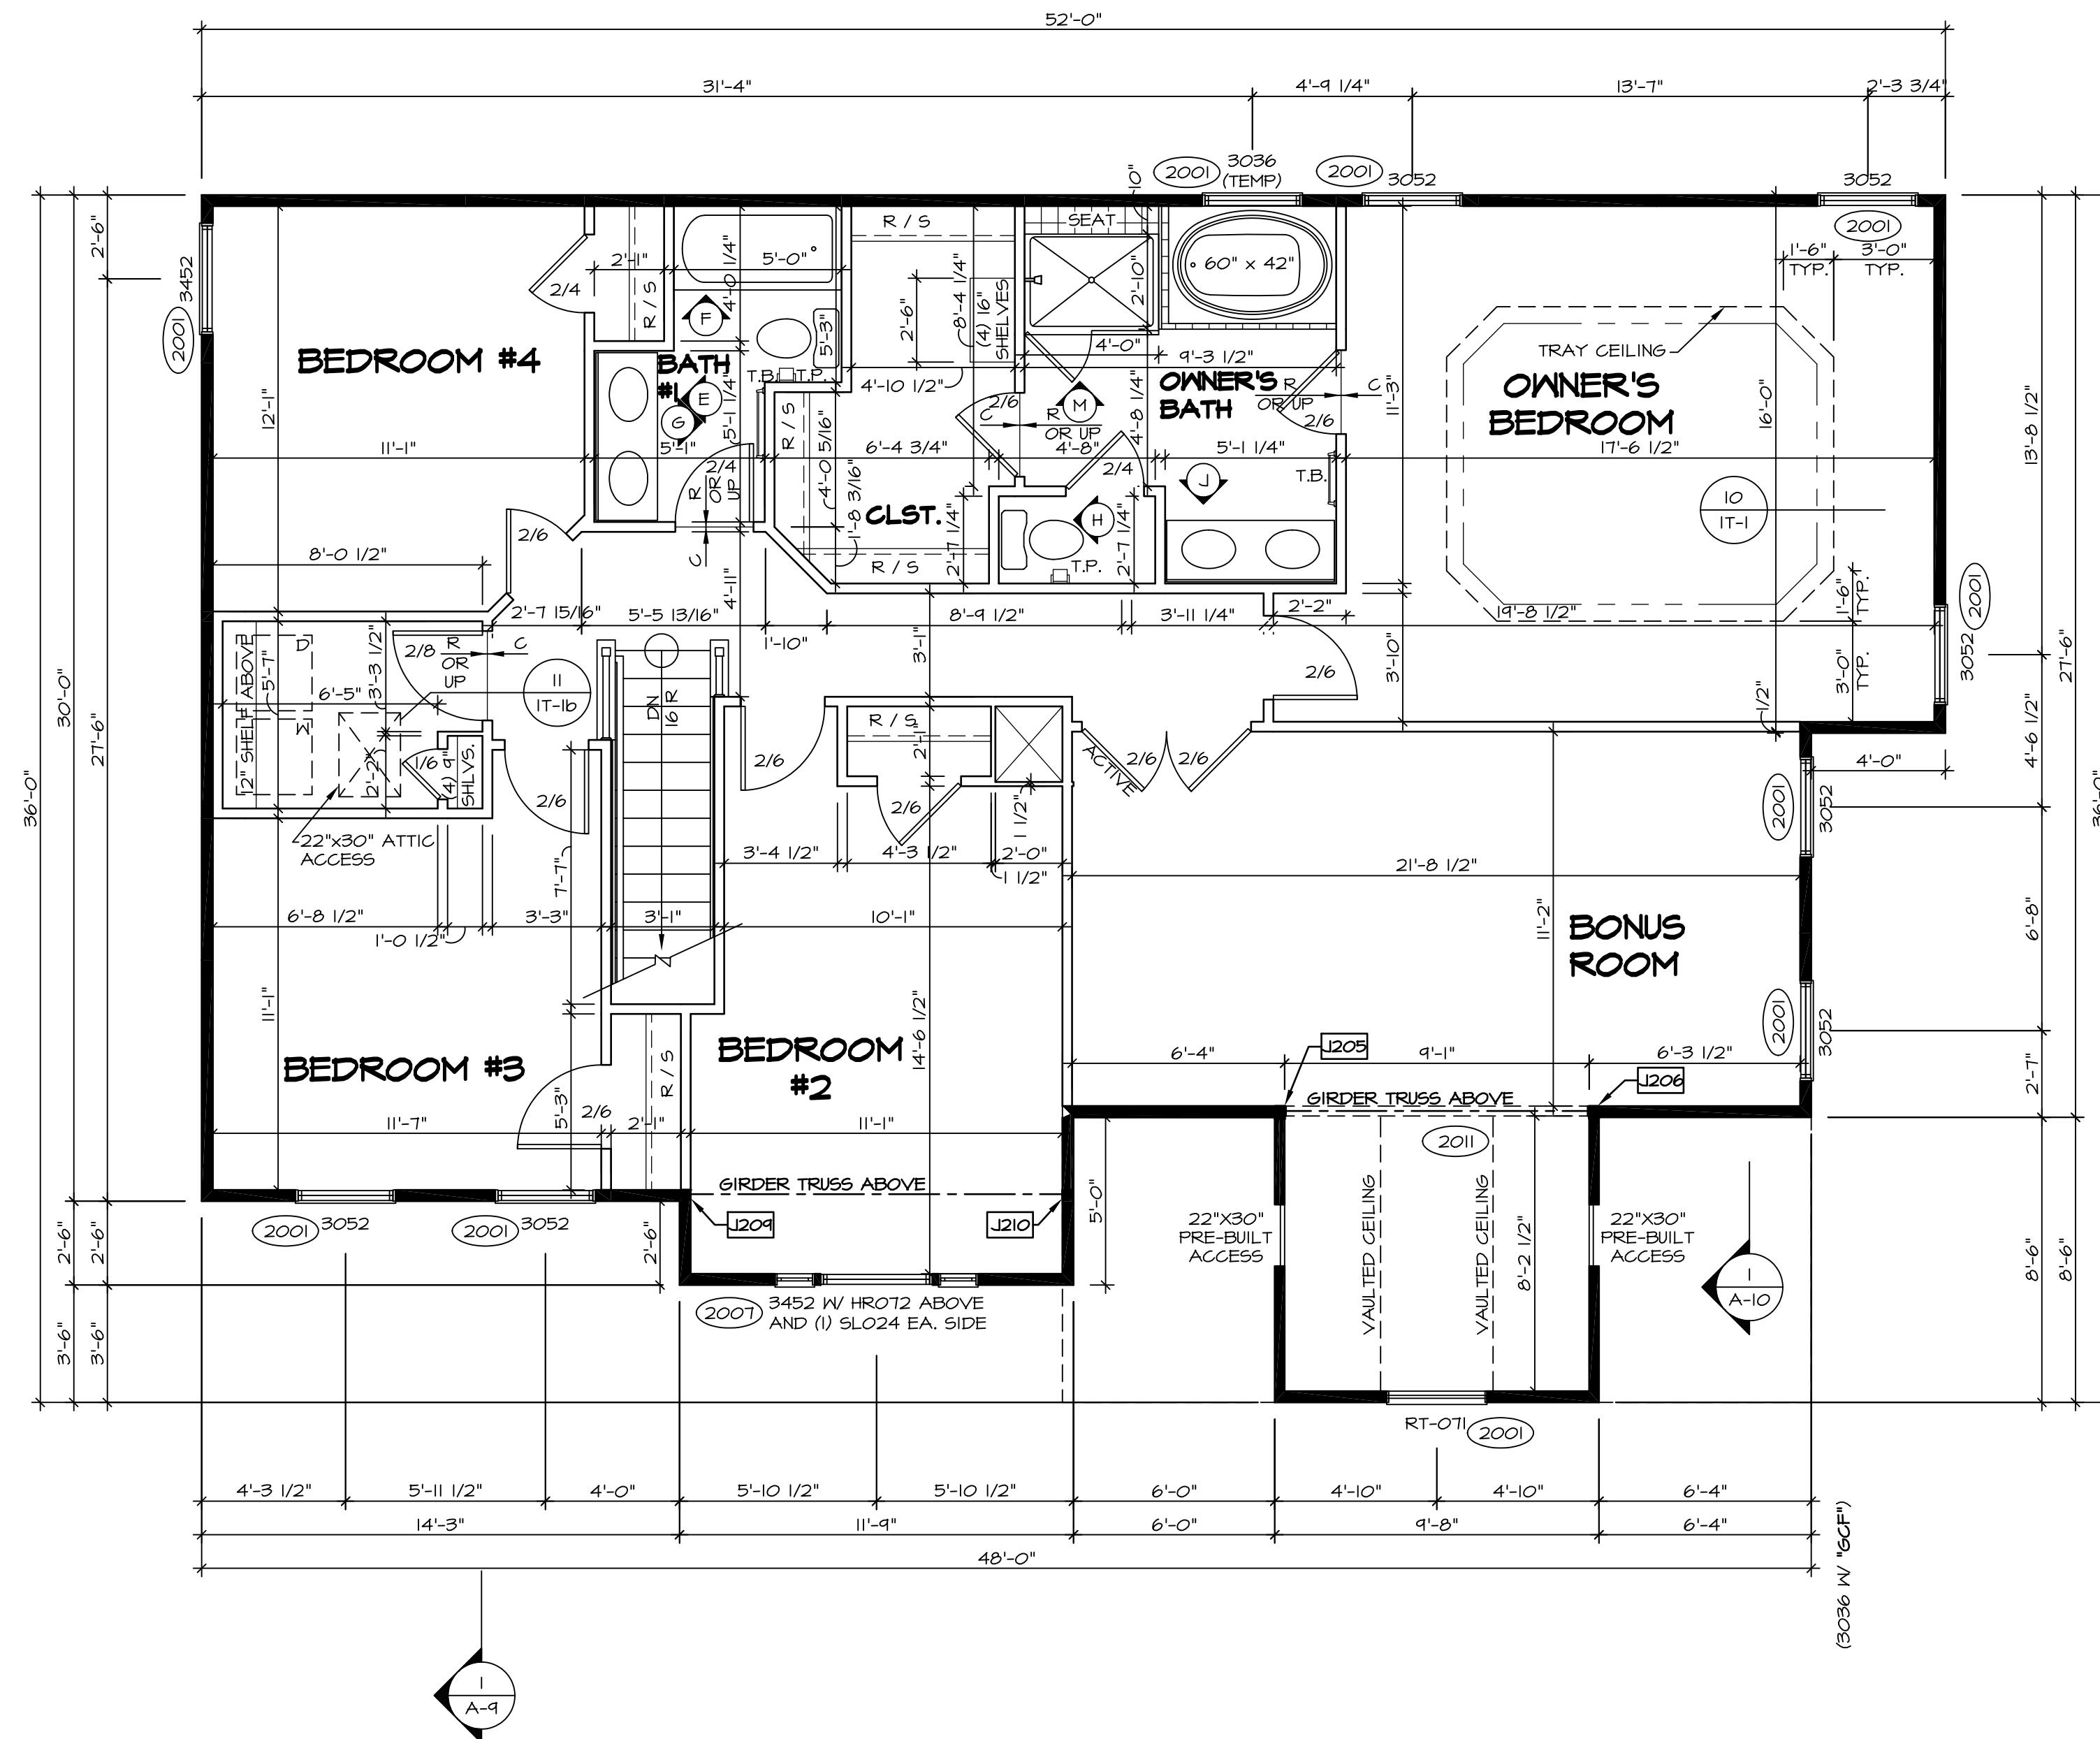 52'-0"
31'-4"
4'-9 1/4"
13'-7"
2'-3 3/4"
2001
3036
(TEMP)
2001
3052
3052
2001
10"
2'-6"
3452
2001
R / S
SEAT
2'-1"
5'-0"
4'-0 1/4"
2/4
R / S
F
5'-3"
2'-6"
8'-4 1/4"
(4) 16"
SHELVES
2'-10"
60" x 42"
1'-6"
TYP.
3'-0"
TYP.
BEDROOM #4
BATH
#1
T.B.
T.P.
E
G
5'-1 1/4"
4'-10 1/2"
4'-0"
9'-3 1/2"
OWNER'S
BATH
R
OR UP
C
2/6
11'-3"
TRAY CEILING
OWNER'S
BEDROOM
16'-0"
13'-8 1/2"
12'-1"
11'-1"
5'-1"
2/4
R
OR
UP
C
R / S
4'-0 5/16"
1'-8 3/16"
6'-4 3/4"
2/6
C
R
OR UP
M
4'-8 1/4"
4'-8"
2/4
5'-1 1/4"
J
T.B.
17'-6 1/2"
10
IT-1
CLST.
2'-7 1/4"
H
2'-7 1/4"
T.P.
R / S
8'-0 1/2"
2/6
4'-11"
2'-7 15/16"
5'-5 13/16"
1'-10"
3'-1"
8'-9 1/2"
3'-11 1/4"
2'-2"
3'-10"
2/6
19'-8 1/2"
1'-6"
TYP.
3'-0"
TYP.
1/2"
2001
3052
27'-6"
4'-6 1/2"
4'-0"
36'-0"
30'-0"
27'-6"
36'-0"
12" SHELF ABOVE
D
W
5'-7"
6'-5"
3'-3 1/2"
2/8
R
OR
UP
C
11
IT-1b
2'-2"
1/6
(4) 9"
SHLVS.
22"x30" ATTIC
ACCESS
DN
16 R
2/6
2/6
R / S
2'-1"
2/6
1 1/2"
ACTIVE
2/6
2/6
2001
3052
3'-4 1/2"
4'-3 1/2"
2'-0"
1 1/2"
21'-8 1/2"
7'-7"
6'-8 1/2"
1'-0 1/2"
3'-3"
3'-1"
10'-1"
11'-2"
BONUS
ROOM
6'-8"
11'-1"
14'-6 1/2"
2001
3052
BEDROOM #3
BEDROOM
#2
R / S
6'-4"
J205
9'-1"
6'-3 1/2"
J206
2'-7"
GIRDER TRUSS ABOVE
2011
5'-3"
2/6
11'-7"
2'-1"
11'-1"
GIRDER TRUSS ABOVE
J209
J210
5'-0"
22"X30"
PRE-BUILT
ACCESS
VAULTED CEILING
VAULTED CEILING
8'-2 1/2"
22"X30"
PRE-BUILT
ACCESS
1
A-10
8'-6"
8'-6"
2001
3052
2001
3052
2'-6"
2'-6"
2'-6"
2007
3452 W/ HR072 ABOVE
AND (1) SL024 EA. SIDE
3'-6"
3'-6"
RT-071
2001
4'-3 1/2"
5'-11 1/2"
4'-0"
5'-10 1/2"
5'-10 1/2"
6'-0"
4'-10"
4'-10"
6'-4"
14'-3"
11'-9"
6'-0"
9'-8"
6'-4"
48'-0"
(3036 W/ "GCF")
1
A-9